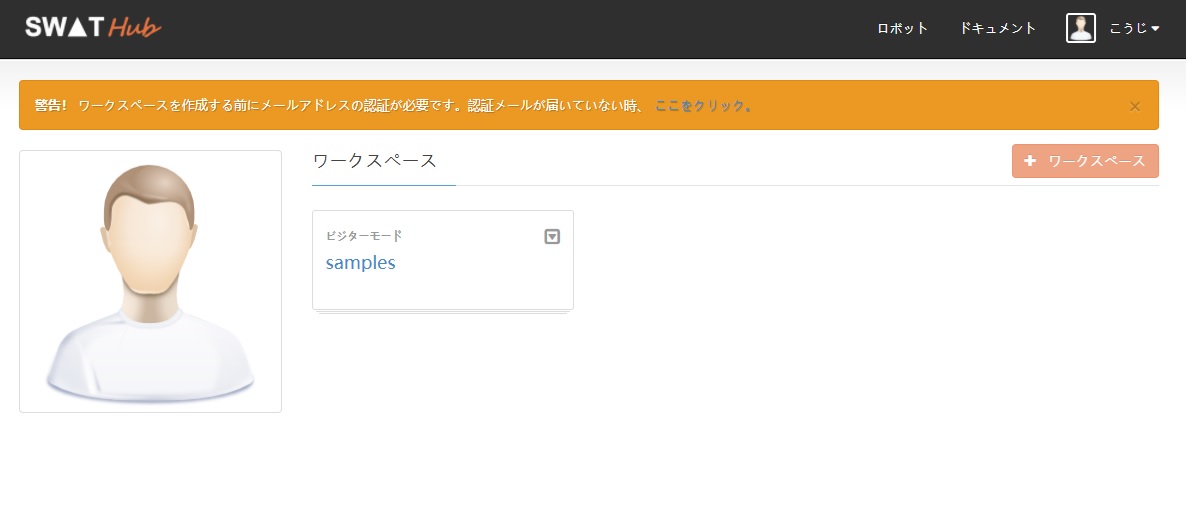 SWAT Hub
ロボット ドキュメント こうじ
警告! ワークスペースを作成する前にメールアドレスの認証が必要です。認証メールが届いていない時、 ここをクリック。 ×
ワークスペース
+ ワークスペース
ビジターモード
samples